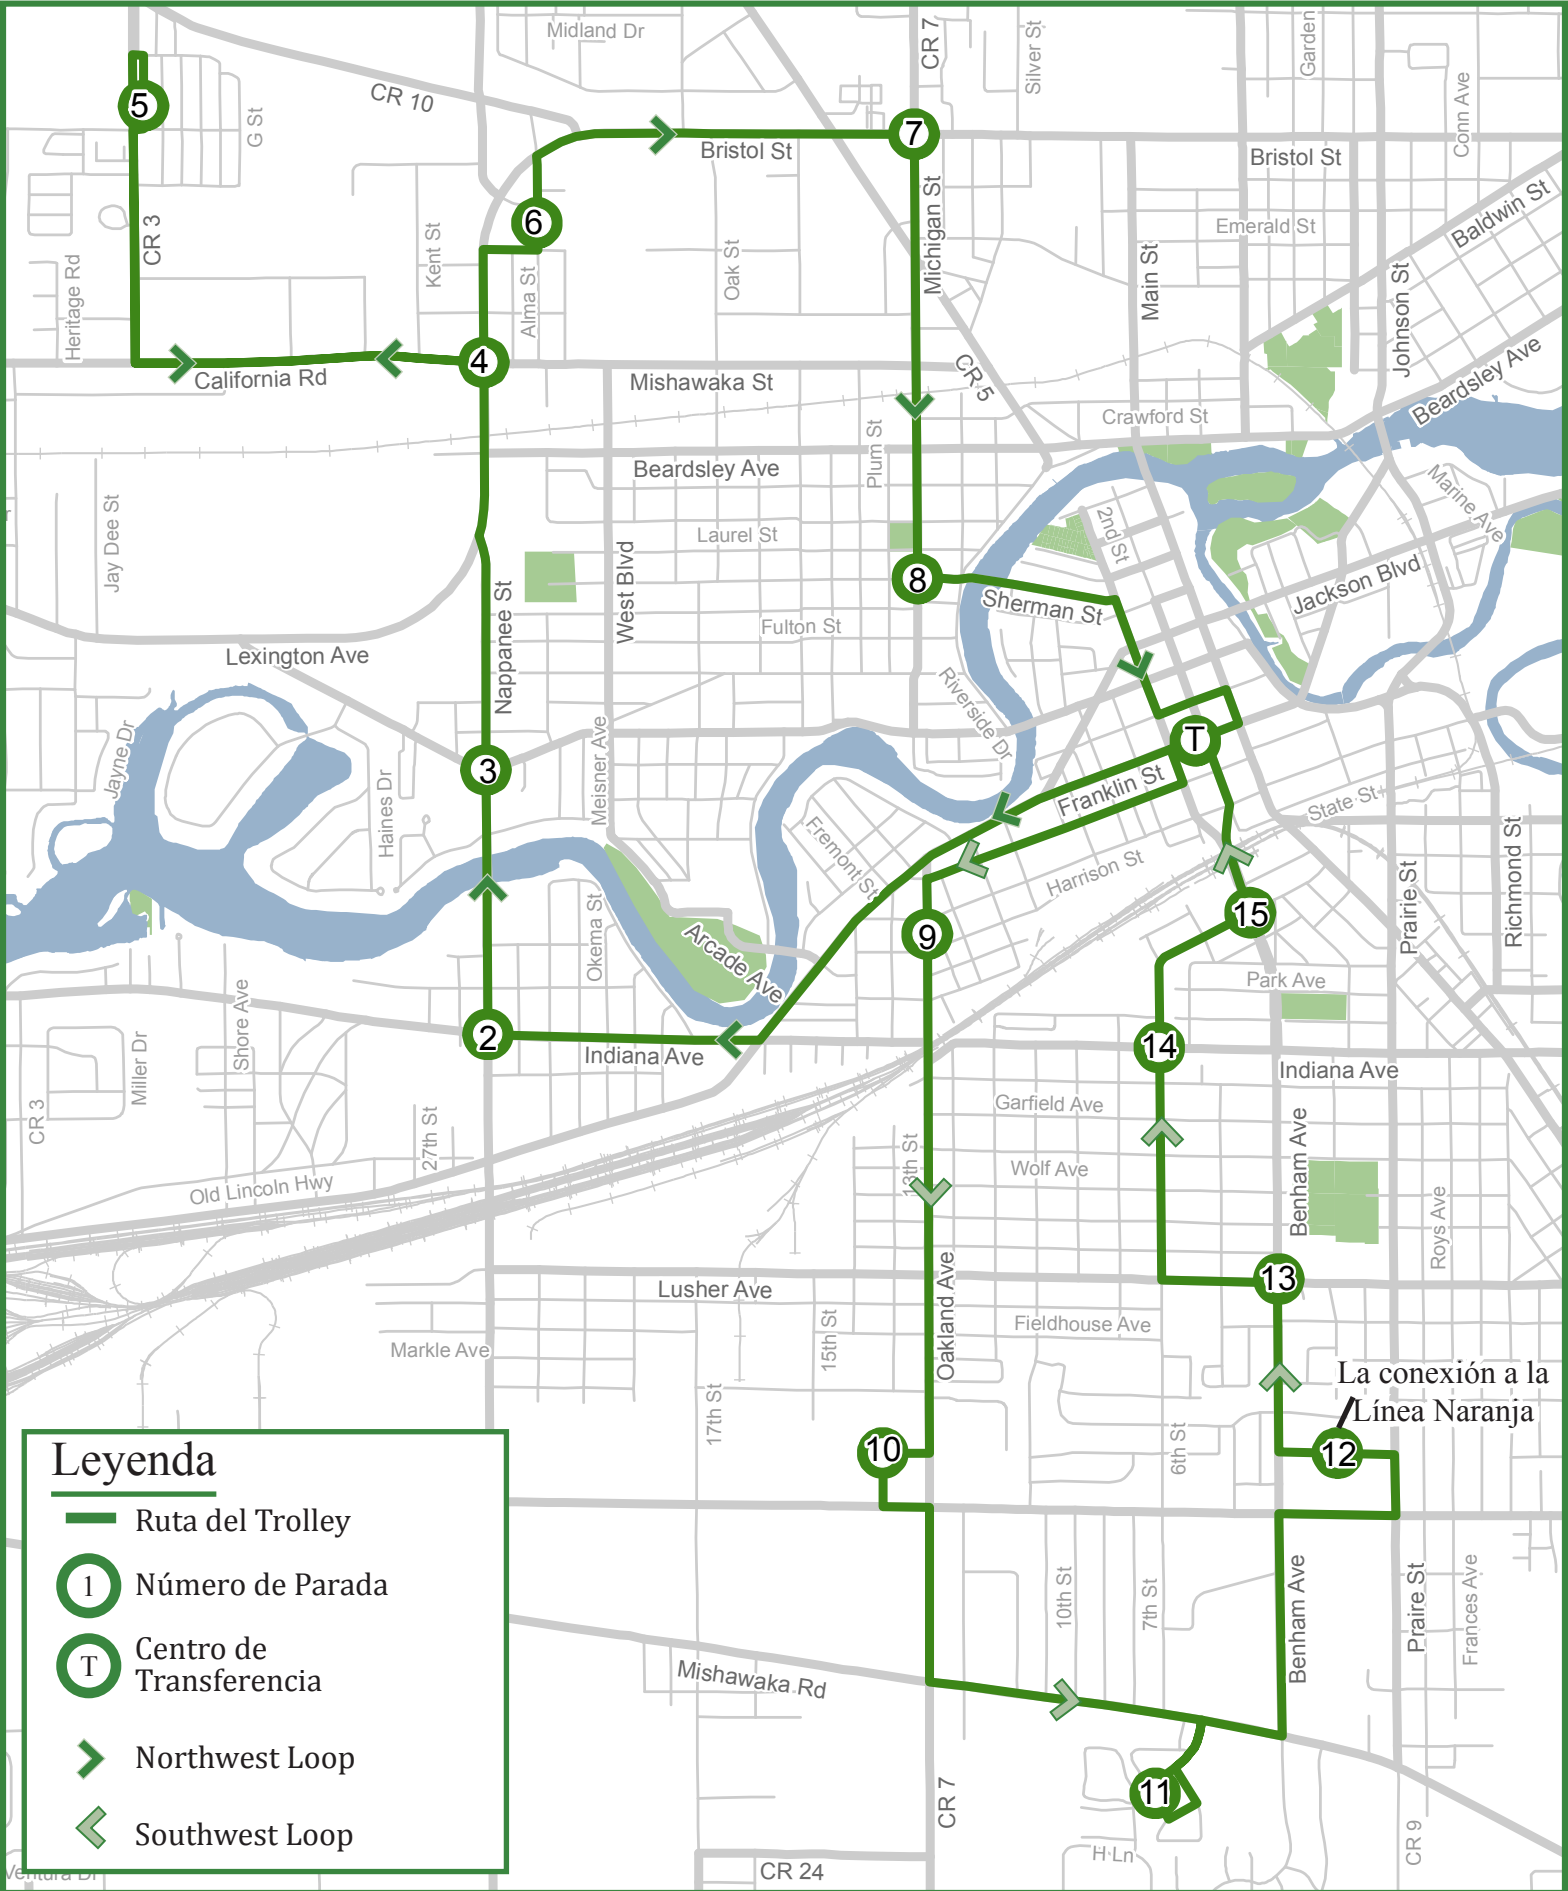 Midland Dr
CR 7
Silver St
Garden
CR 10
5
G St
Conn Ave
7
Bristol St
Bristol St
CR 3
6
Kent St
Alma St
Oak St
Michigan St
Main St
Emerald St
Baldwin St
Johnson St
Heritage Rd
4
California Rd
Mishawaka St
CR 5
Beardsley Ave
Crawford St
Plum St
Beardsley Ave
Jay Dee St
Laurel St
2nd St
Marine Ave
Nappanee St
West Blvd
8
Sherman St
Jackson Blvd
Fulton St
Lexington Ave
Riverside Dr
Jayne Dr
3
Meisner Ave
T
Haines Dr
Franklin St
State St
Fremont St
Harrison St
Prairie St
Richmond St
15
9
Okema St
Arcade Ave
Park Ave
Shore Ave
2
Indiana Ave
14
Indiana Ave
Miller Dr
CR 3
27th St
Garfield Ave
13th St
Wolf Ave
Benham Ave
Roys Ave
Old Lincoln Hwy
Lusher Ave
Oakland Ave
13
15th St
Fieldhouse Ave
Markle Ave
La conexión a la
Línea Naranja
17th St
10
6th St
12
Leyenda
Ruta del Trolley
1
Número de Parada
T
Centro de
Transferencia
Northwest Loop
Southwest Loop
10th St
7th St
Benham Ave
Praire St
Frances Ave
Mishawaka Rd
11
CR 7
H Ln
CR 9
CR 24
Ventura Dr